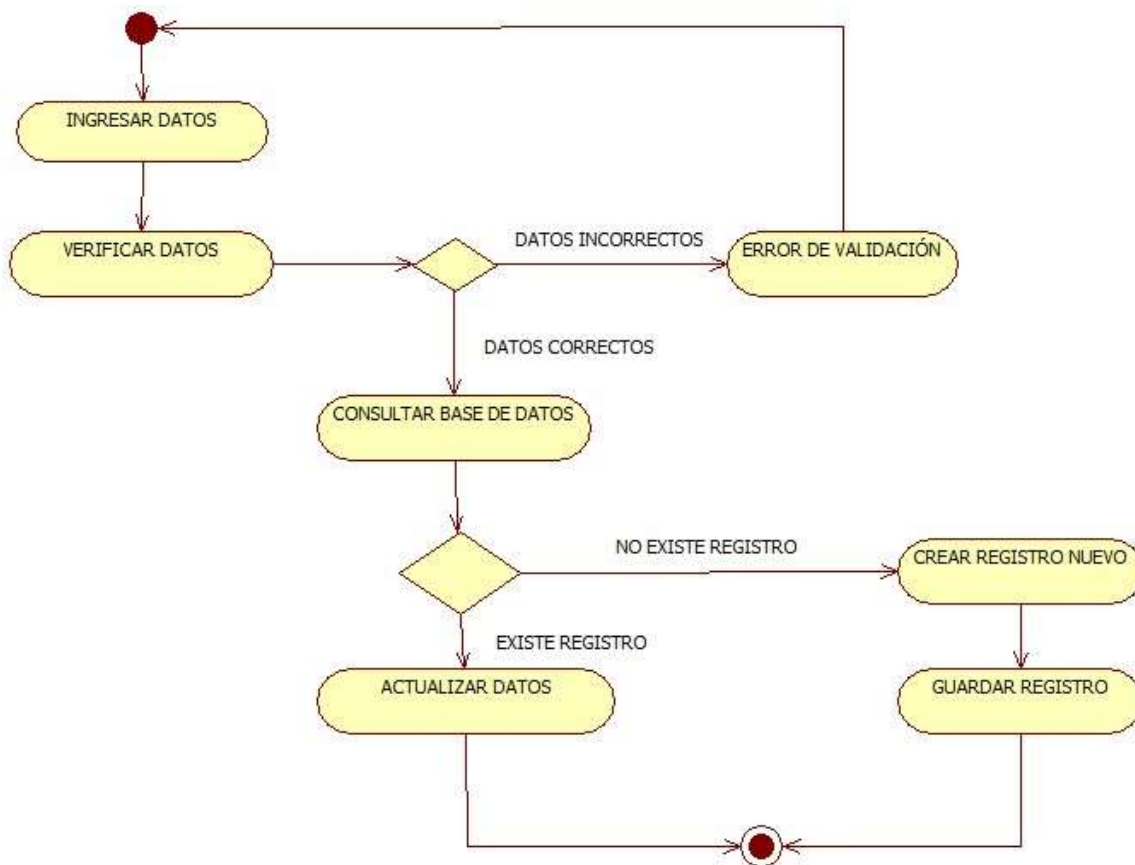 INGRESAR DATOS
VERIFICAR DATOS
DATOS INCORRECTOS
ERROR DE VALIDACIÓN
DATOS CORRECTOS
CONSULTAR BASE DE DATOS
NO EXISTE REGISTRO
CREAR REGISTRO NUEVO
EXISTE REGISTRO
ACTUALIZAR DATOS
GUARDAR REGISTRO